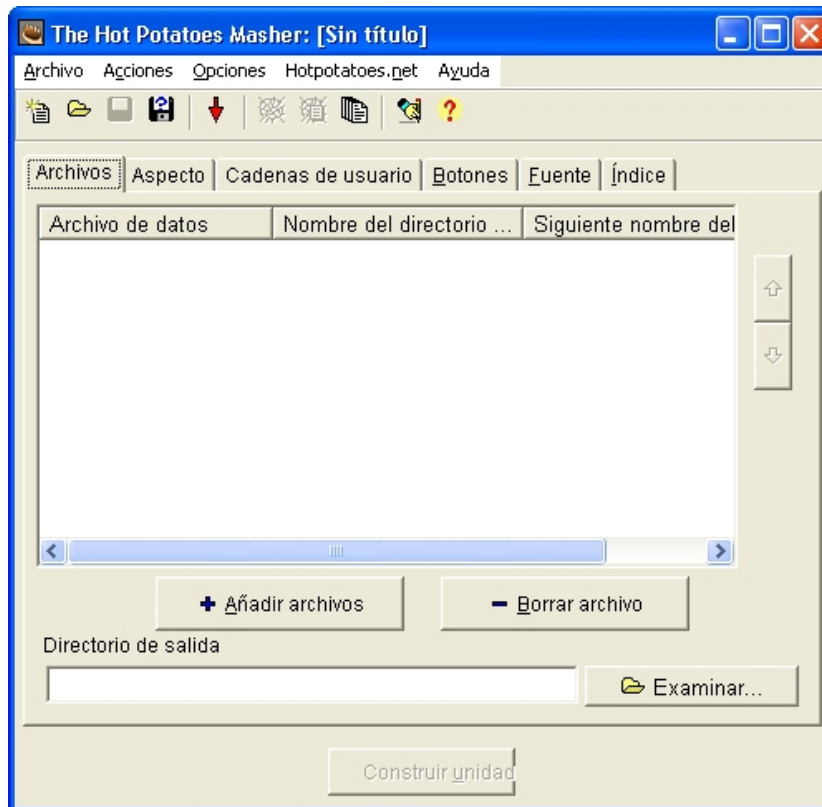 The Hot Potatoes Masher: [Sin título]
Archivo Acciones Opciones Hotpotatoes.net Ayuda
Archivos Aspecto Cadenas de usuario Botones Fuente Índice
Archivo de datos Nombre del directorio ... Siguiente nombre del
+ Añadir archivos - Borrar archivo
Directorio de salida
Examinar...
Construir unidad